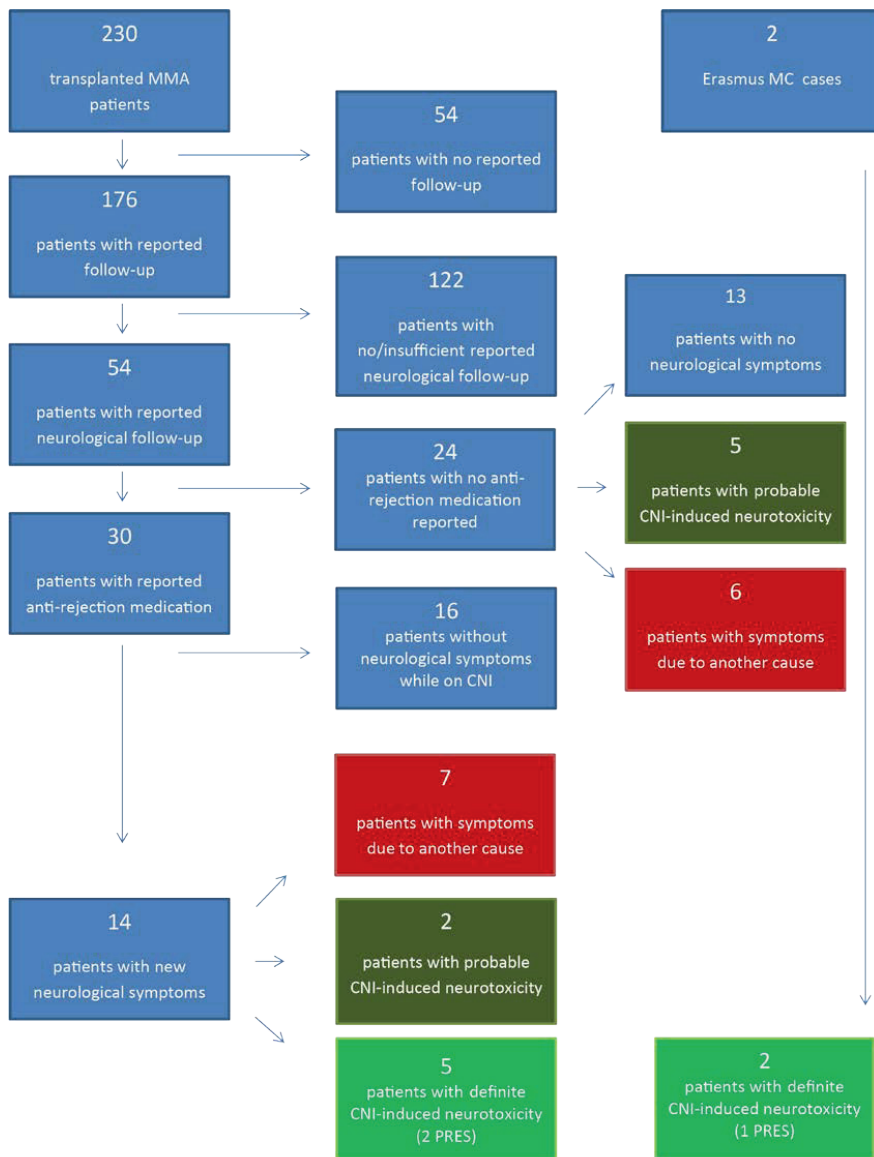 230
transplanted MMA
patients
2
Erasmus MC cases
54
patients with no reported
follow-up
176
patients with reported
follow-up
122
patients with
no/insufficient reported
neurological follow-up
13
patients with no
neurological symptoms
54
patients with reported
neurological follow-up
24
patients with no anti-
rejection medication
reported
5
patients with probable
CNI-induced neurotoxicity
30
patients with reported
anti-rejection medication
16
patients without
neurological symptoms
while on CNI
6
patients with symptoms
due to another cause
7
patients with symptoms
due to another cause
14
patients with new
neurological symptoms
2
patients with probable
CNI-induced neurotoxicity
5
patients with definite
CNI-induced neurotoxicity
(2 PRES)
2
patients with definite
CNI-induced neurotoxicity
(1 PRES)